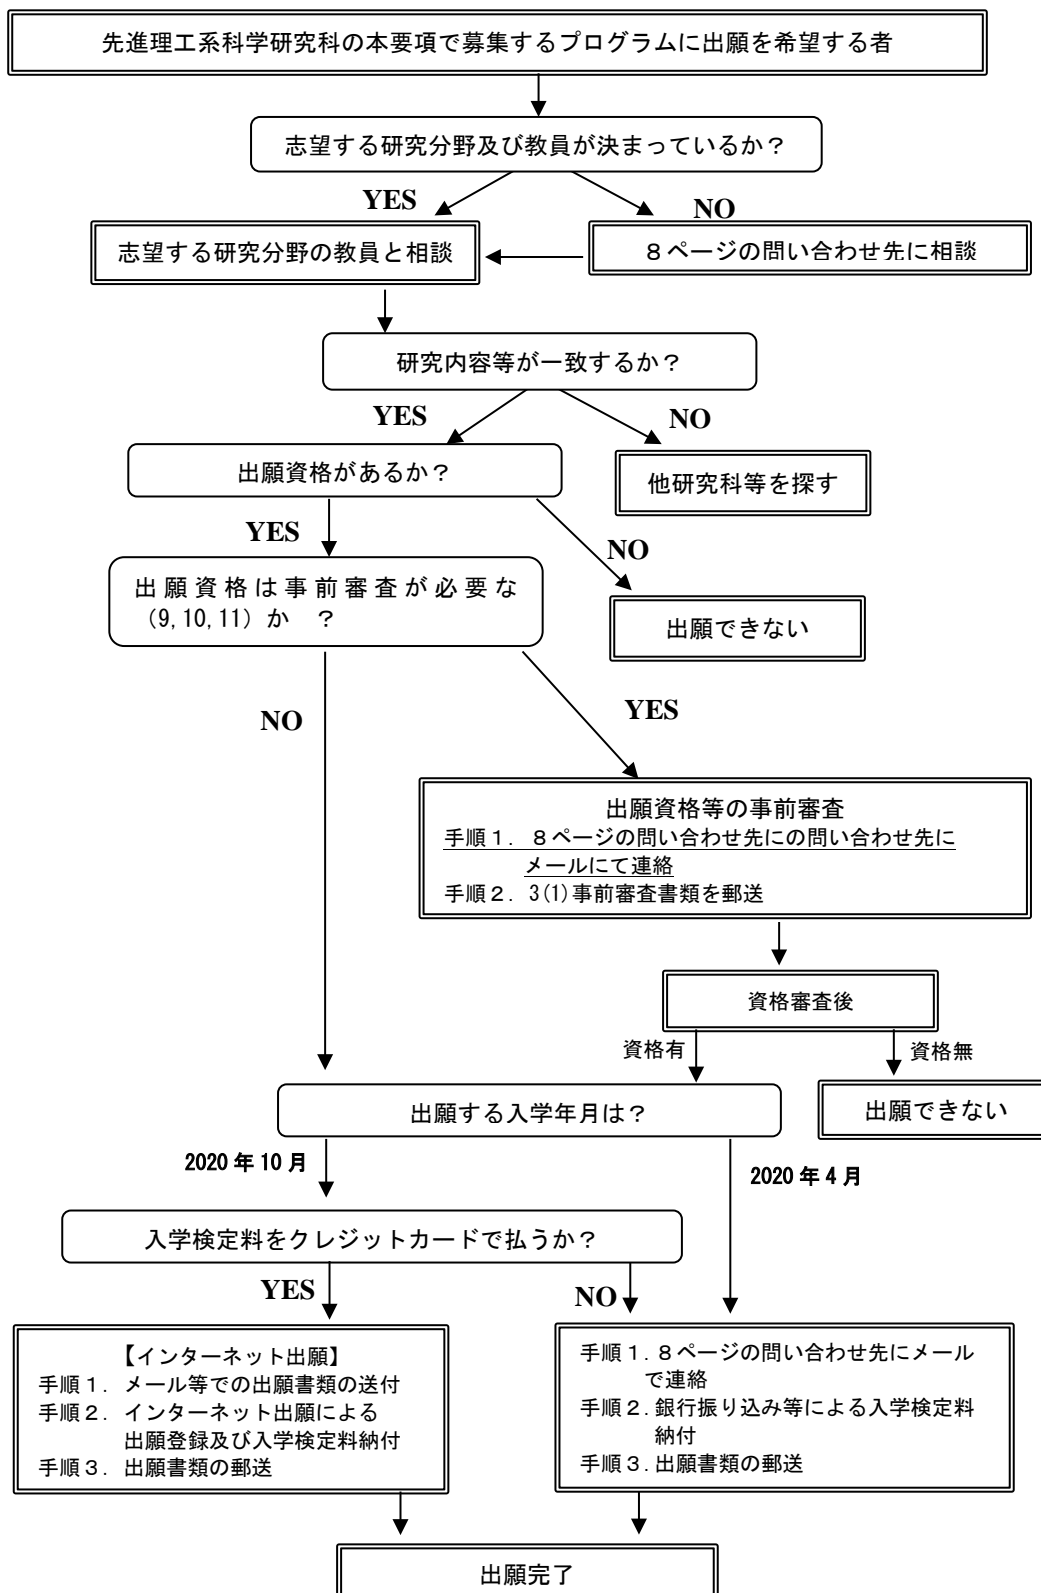 先進理工系科学研究科の本要項で募集するプログラムに出願を希望する者
志望する研究分野及び教員が決まっているか？
YES
NO
志望する研究分野の教員と相談
８ページの問い合わせ先に相談
研究内容等が一致するか？
YES
NO
出願資格があるか？
他研究科等を探す
YES
NO
出願資格は事前審査が必要な
（9,10,11）か　？
出願できない
NO
YES
出願資格等の事前審査
手順１．８ページの問い合わせ先にの問い合わせ先に
メールにて連絡
手順２．3(1)事前審査書類を郵送
資格審査後
資格有
資格無
出願する入学年月は？
出願できない
2020 年 10 月
2020 年 4 月
入学検定料をクレジットカードで払うか？
YES
NO
【インターネット出願】
手順１．メール等での出願書類の送付
手順２．インターネット出願による
出願登録及び入学検定料納付
手順３．出願書類の郵送
手順１.８ページの問い合わせ先にメール
で連絡
手順２.銀行振り込み等による入学検定料
納付
手順３.出願書類の郵送
出願完了